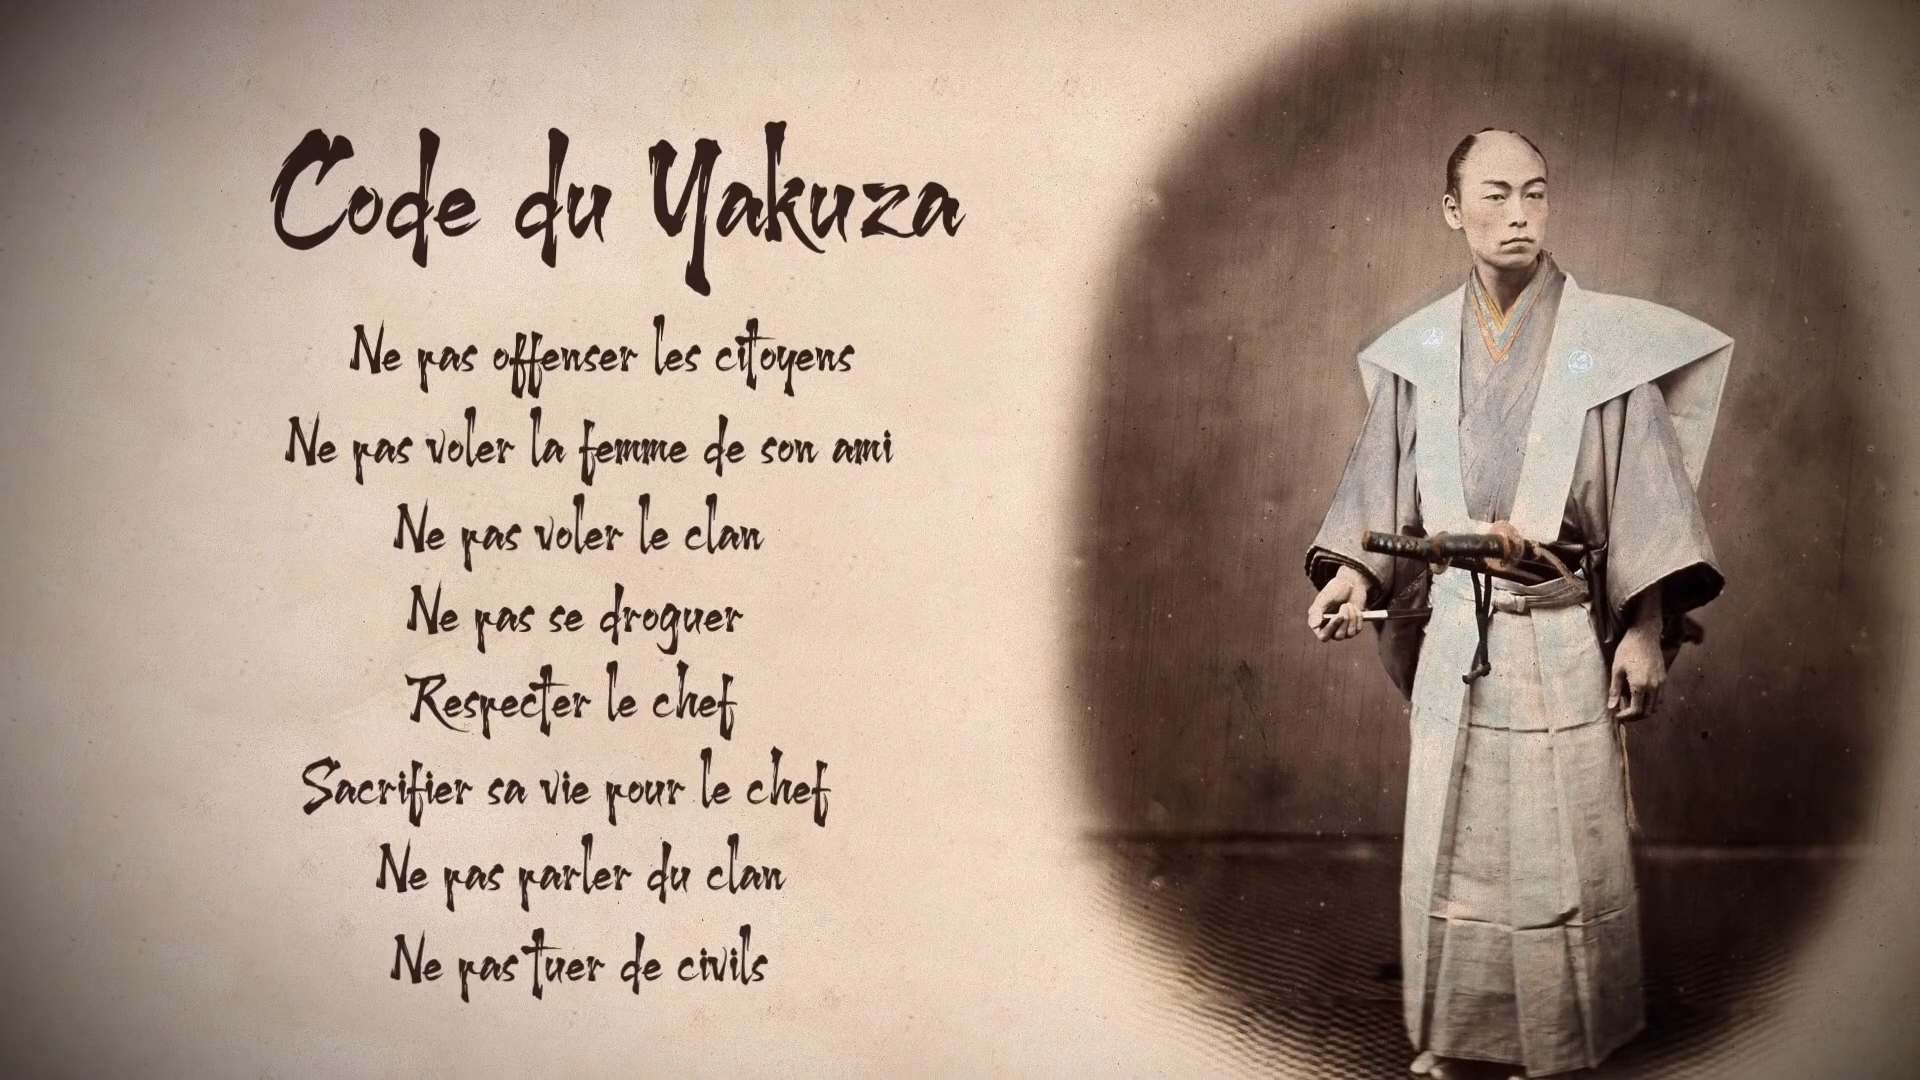 Code du Yakuza
Ne pas offenser les citoyens
Ne pas voler la femme de son ami
Ne pas voler le clan
Ne pas se droguer
Respecter le chef
Sacrifier sa vie pour le chef
Ne pas parler du clan
Ne pas tuer de civils